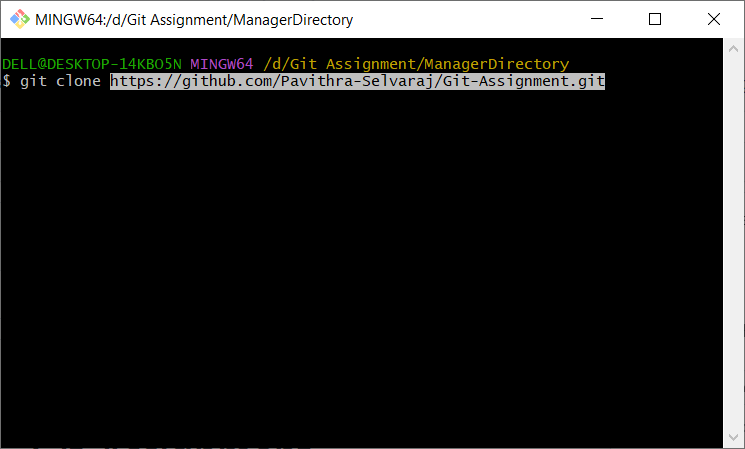 MINGW64:/d/Git Assignment/ManagerDirectory
DELL@DESKTOP-14KBO5N MINGW64 /d/Git Assignment/ManagerDirectory
$ git clone https://github.com/Pavithra-Selvaraj/Git-Assignment.git